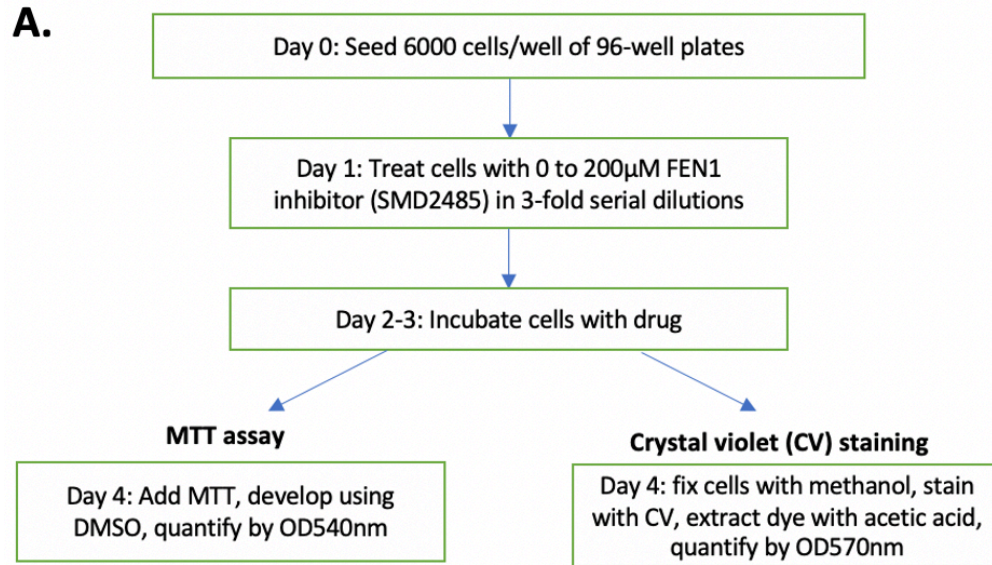 A.
Day 0: Seed 6000 cells/well of 96-well plates
Day 1: Treat cells with 0 to 200µM FEN1
inhibitor (SMD2485) in 3-fold serial dilutions
Day 2-3: Incubate cells with drug
MTT assay
Day 4: Add MTT, develop using
DMSO, quantify by OD540nm
Crystal violet (CV) staining
Day 4: fix cells with methanol, stain
with CV, extract dye with acetic acid,
quantify by OD570nm